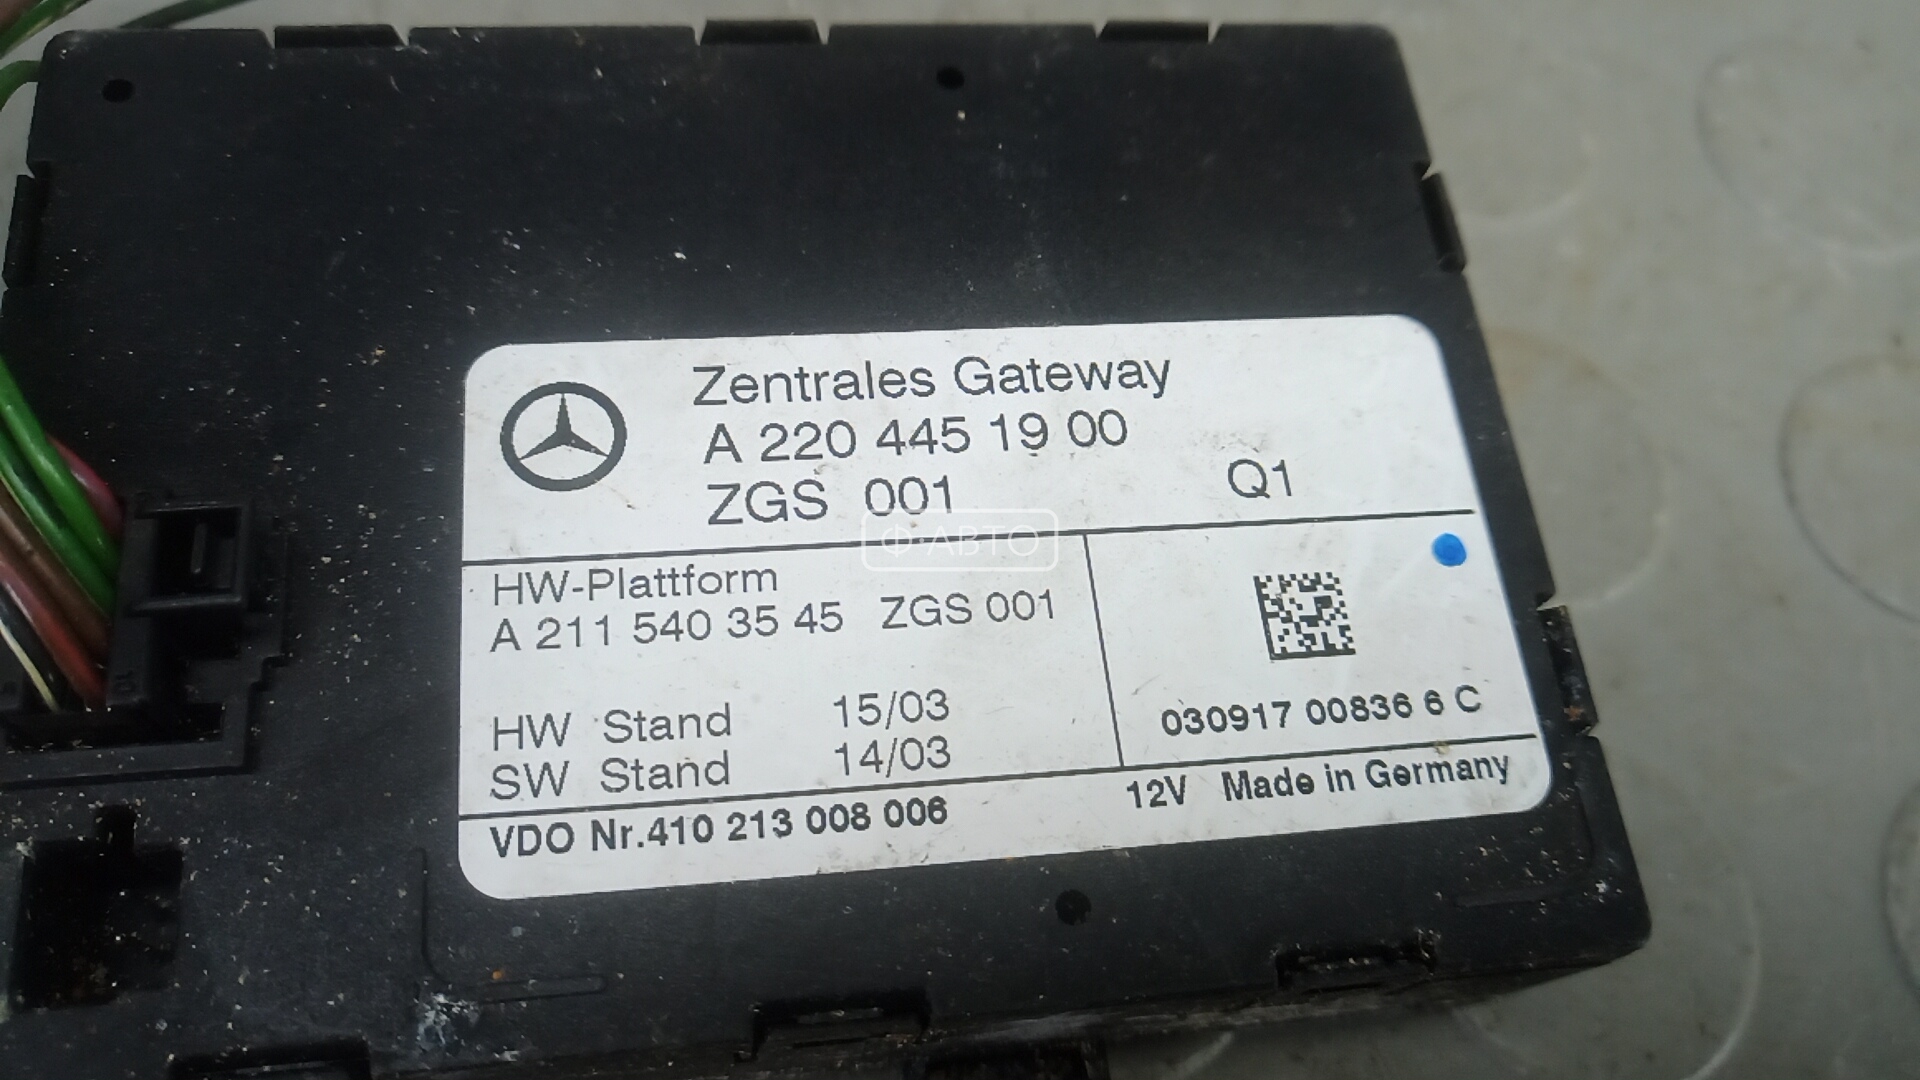 Zentrales Gateway
A 220 445 19 00
ZGS 001 Q1
Ф·АВТО
HW-Plattform
A 211 540 35 45 ZGS 001
HW Stand 15/03
SW Stand 14/03
030917 00836 6 C
VDO Nr.410 213 008 006
12V Made in Germany